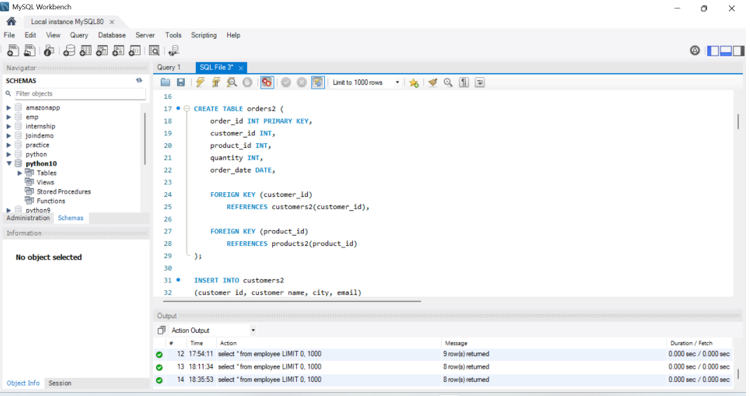 MySQL Workbench
Local instance MySQL80 ×
File Edit View Query Database Server Tools Scripting Help
Navigator
SCHEMAS
Filter objects
amazonapp
emp
internship
joindemo
practice
python
python10
Tables
Views
Stored Procedures
Functions
python9
Administration Schemas
Information
No object selected
Object Info Session
Query 1 SQL File 3* ×
Limit to 1000 rows
16
17 CREATE TABLE orders2 (
18 order_id INT PRIMARY KEY,
19 customer_id INT,
20 product_id INT,
21 quantity INT,
22 order_date DATE,
23
24 FOREIGN KEY (customer_id)
25 REFERENCES customers2(customer_id),
26
27 FOREIGN KEY (product_id)
28 REFERENCES products2(product_id)
29 );
30
31 INSERT INTO customers2
32 (customer_id, customer_name, city, email)
Output
Action Output
# Time Action Message Duration / Fetch
12 17:54:11 select * from employee LIMIT 0, 1000 9 row(s) returned 0.000 sec / 0.000 sec
13 18:11:34 select * from employee LIMIT 0, 1000 8 row(s) returned 0.000 sec / 0.000 sec
14 18:35:53 select * from employee LIMIT 0, 1000 8 row(s) returned 0.000 sec / 0.000 sec